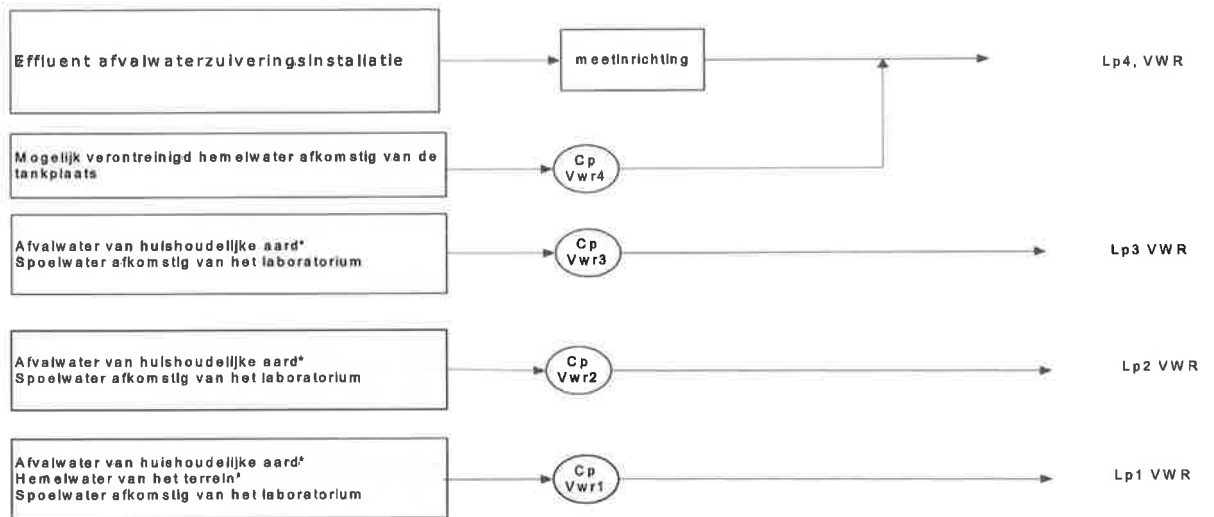 Effluent afvalwaterzuiveringsinstallatie
meetinrichting
Lp4, VWR
Mogelijk verontreinigd hemelwater afkomstig van de
tankplaats
Cp
Vwr4
Afvalwater van huishoudelijke aard*
Spoelwater afkomstig van het laboratorium
Cp
Vwr3
Lp3 VWR
Afvalwater van huishoudelijke aard*
Spoelwater afkomstig van het laboratorium
Cp
Vwr2
Lp2 VWR
Afvalwater van huishoudelijke aard*
Hemelwater van het terrein*
Spoelwater afkomstig van het laboratorium
Cp
Vwr1
Lp1 VWR